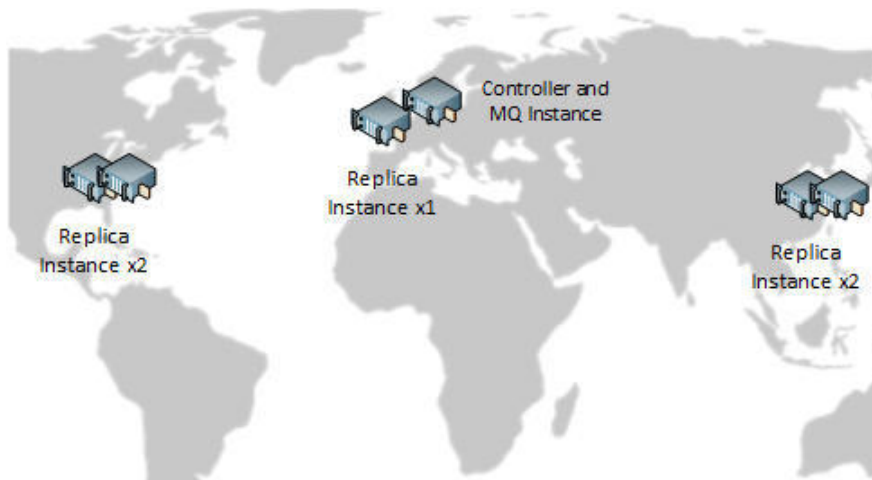 Controller and
MQ Instance
Replica
Instance x1
Replica
Instance x2
Replica
Instance x2